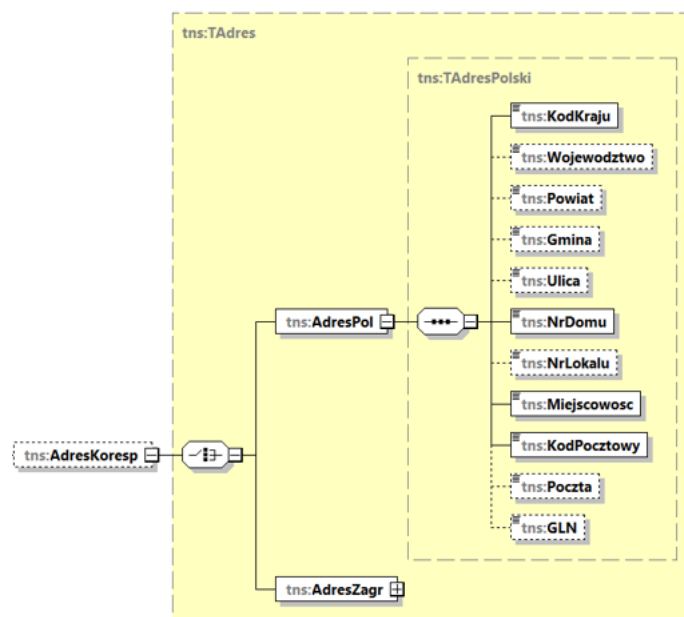 tns:TAdres
tns:TAdresPolski
tns:KodKraju
tns:Wojewodztwo
tns:Powiat
tns:Gmina
tns:Ulica
tns:AdresPol
tns:NrDomu
tns:NrLokalu
tns:Miejscowosc
tns:AdresKoresp
tns:KodPocztowy
tns:Poczta
tns:GLN
tns:AdresZagr